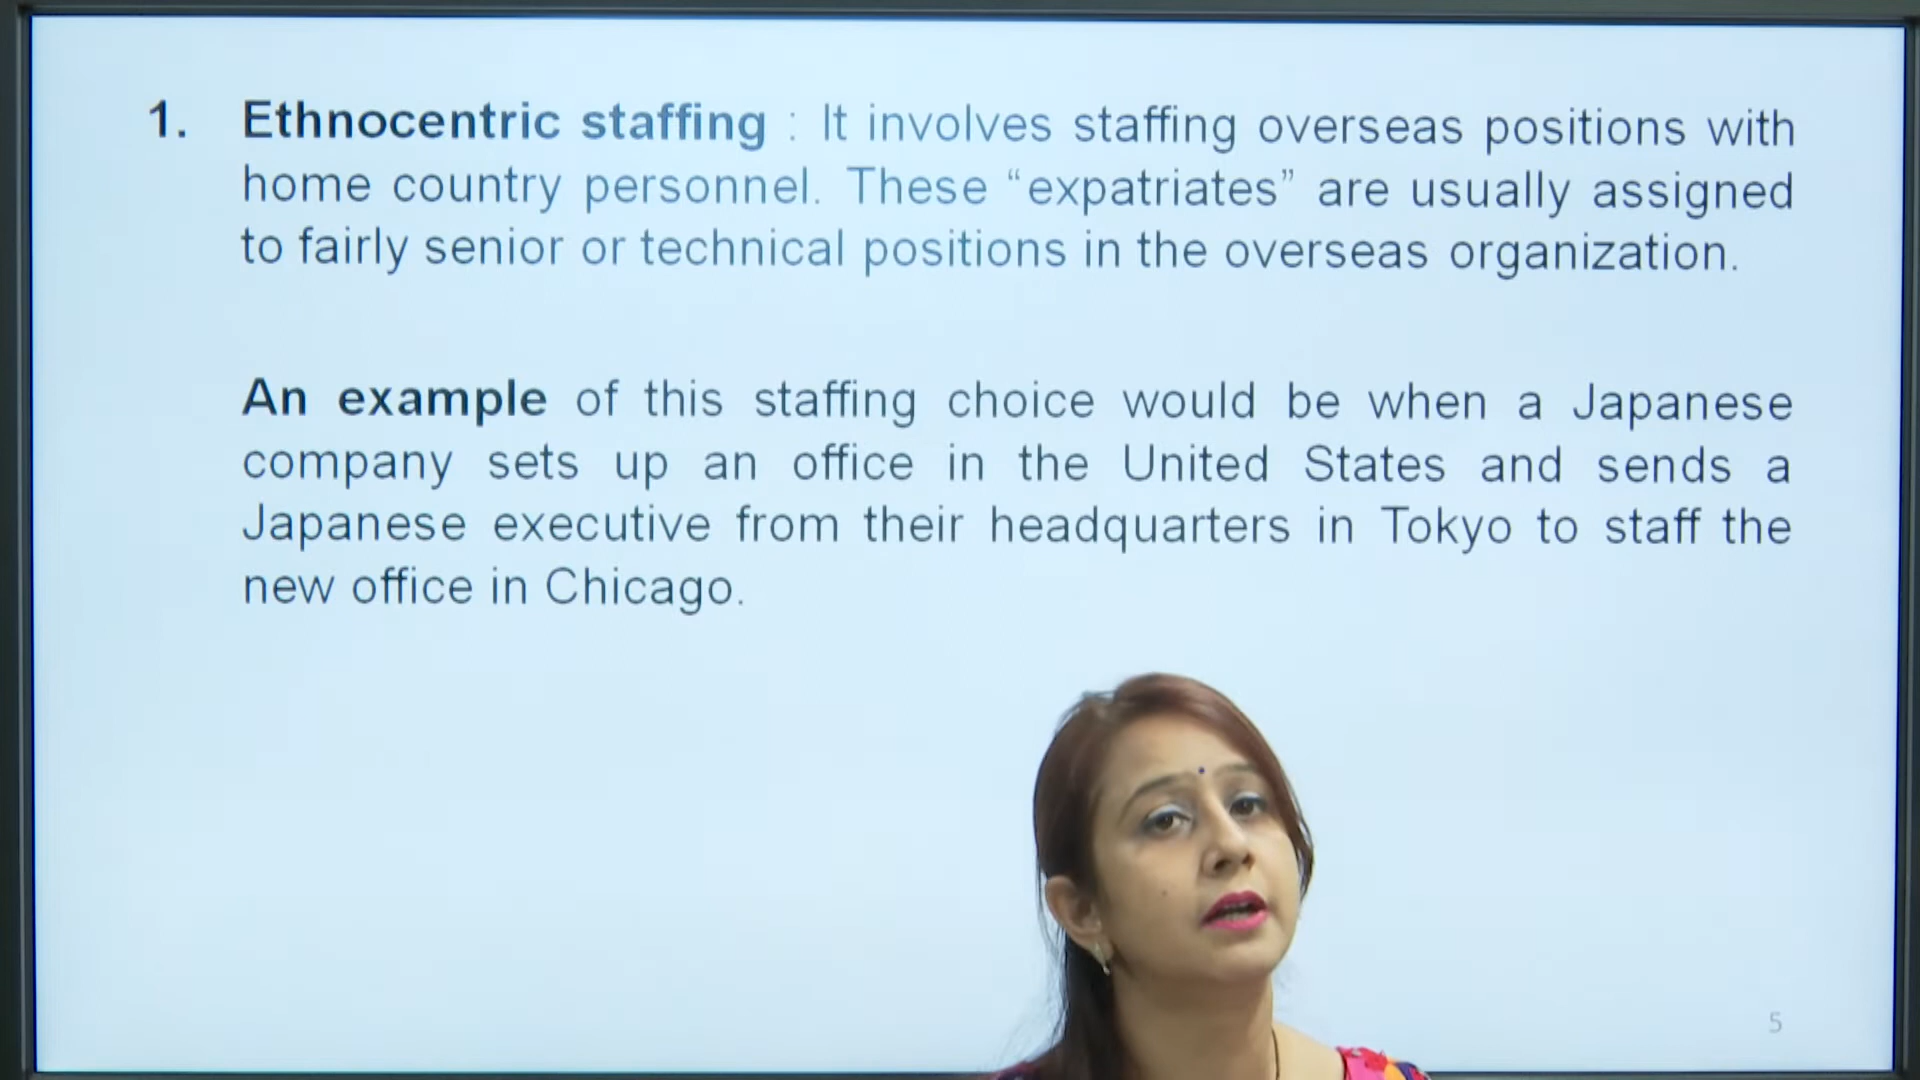 1. Ethnocentric staffing : It involves staffing overseas positions with
home country personnel. These “expatriates” are usually assigned
to fairly senior or technical positions in the overseas organization.
An example of this staffing choice would be when a Japanese
company sets up an office in the United States and sends a
Japanese executive from their headquarters in Tokyo to staff the
new office in Chicago.
5